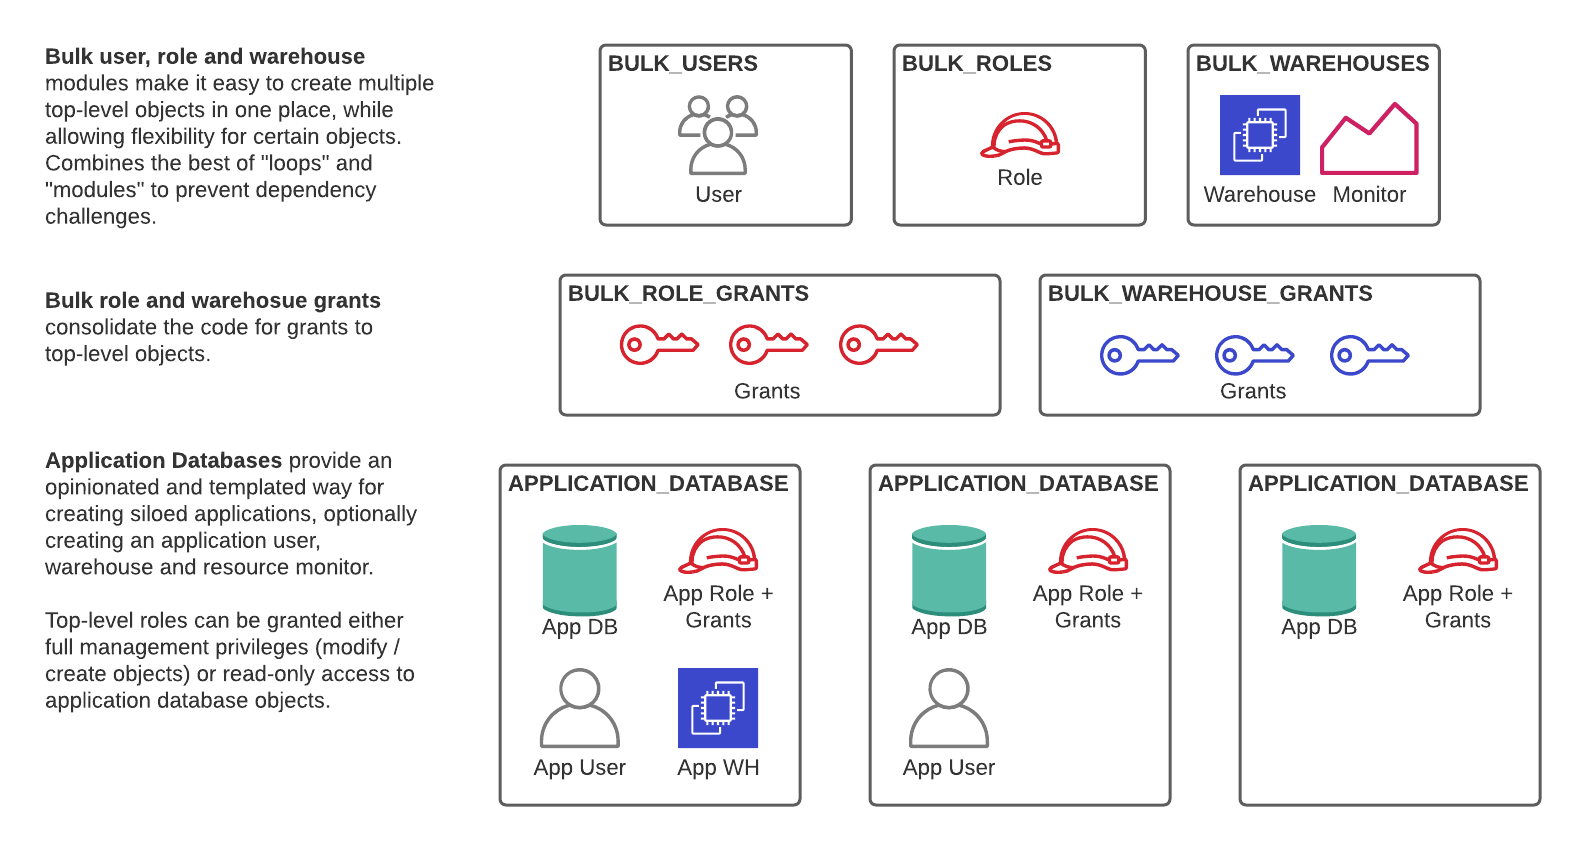 Bulk user, role and warehouse
modules make it easy to create multiple
top-level objects in one place, while
allowing flexibility for certain objects.
Combines the best of "loops" and
"modules" to prevent dependency
challenges.
BULK_USERS
User
BULK_ROLES
Role
BULK_WAREHOUSES
Warehouse
Monitor
Bulk role and warehosue grants
consolidate the code for grants to
top-level objects.
BULK_ROLE_GRANTS
Grants
BULK_WAREHOUSE_GRANTS
Grants
Application Databases provide an
opinionated and templated way for
creating siloed applications, optionally
creating an application user,
warehouse and resource monitor.
Top-level roles can be granted either
full management privileges (modify /
create objects) or read-only access to
application database objects.
APPLICATION_DATABASE
App DB
App Role +
Grants
App User
App WH
APPLICATION_DATABASE
App DB
App Role +
Grants
App User
APPLICATION_DATABASE
App DB
App Role +
Grants